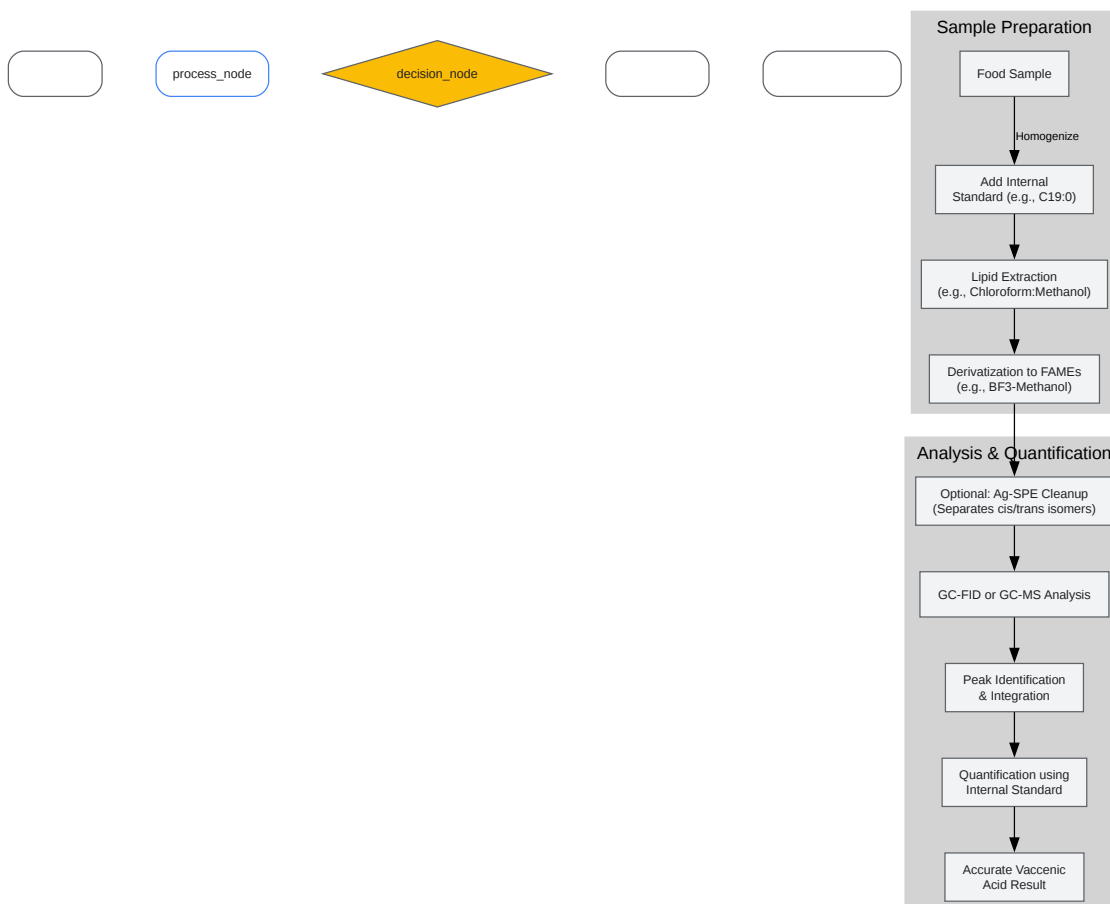 process_node
decision_node
Sample Preparation
Food Sample
Homogenize
Add Internal
Standard (e.g., C19:0)
Lipid Extraction
(e.g., Chloroform:Methanol)
Derivatization to FAMEs
(e.g., BF3-Methanol)
Analysis & Quantification
Optional: Ag-SPE Cleanup
(Separates cis/trans isomers)
GC-FID or GC-MS Analysis
Peak Identification
& Integration
Quantification using
Internal Standard
Accurate Vaccenic
Acid Result